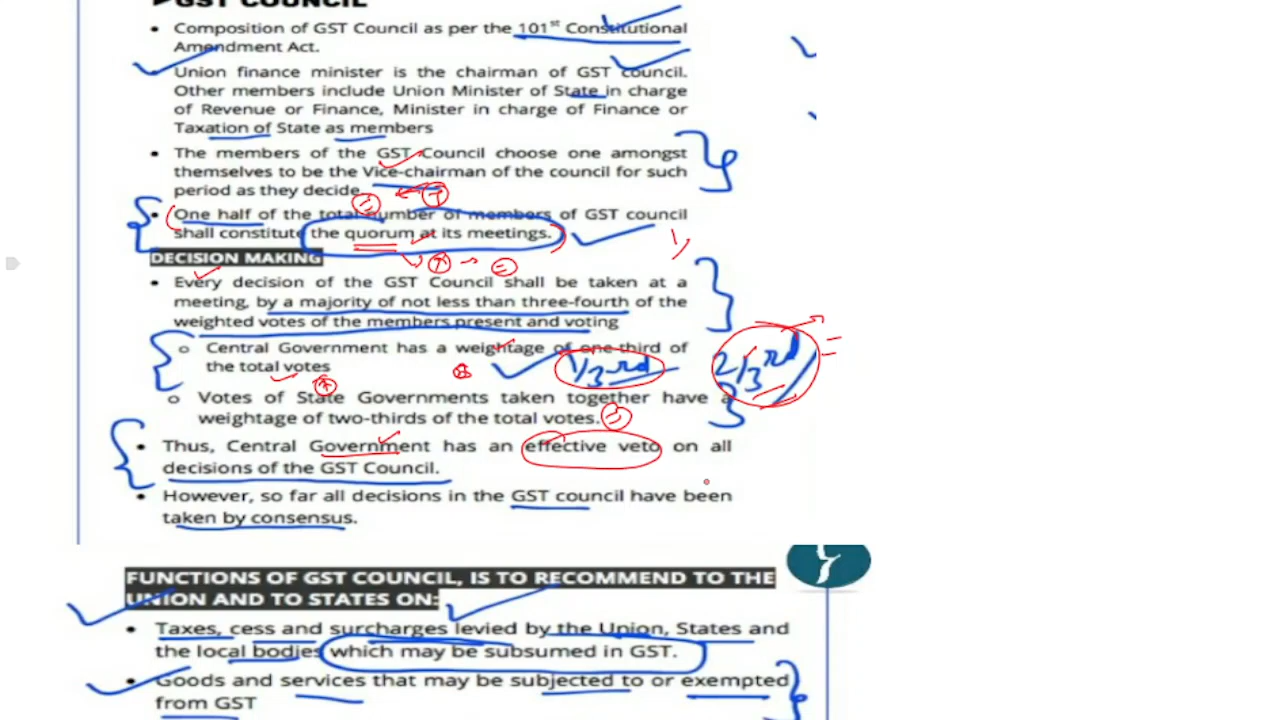 GST COUNCIL
• Composition of GST Council as per the 101st Constitutional
Amendment Act.
Union finance minister is the chairman of GST council.
Other members include Union Minister of State in charge
of Revenue or Finance, Minister in charge of Finance or
Taxation of State as members
• The members of the GST Council choose one amongst
themselves to be the Vice-chairman of the council for such
period as they decide.
• One half of the total number of members of GST council
shall constitute the quorum at its meetings.
DECISION MAKING
• Every decision of the GST Council shall be taken at a
meeting, by a majority of not less than three-fourth of the
weighted votes of the members present and voting
o Central Government has a weightage of one-third of
the total votes
1/3rd
2/3rd
o Votes of State Governments taken together have a
weightage of two-thirds of the total votes.
• Thus, Central Government has an effective veto on all
decisions of the GST Council.
• However, so far all decisions in the GST council have been
taken by consensus.
FUNCTIONS OF GST COUNCIL, IS TO RECOMMEND TO THE
UNION AND TO STATES ON:
• Taxes, cess and surcharges levied by the Union, States and
the local bodies which may be subsumed in GST.
• Goods and services that may be subjected to or exempted
from GST